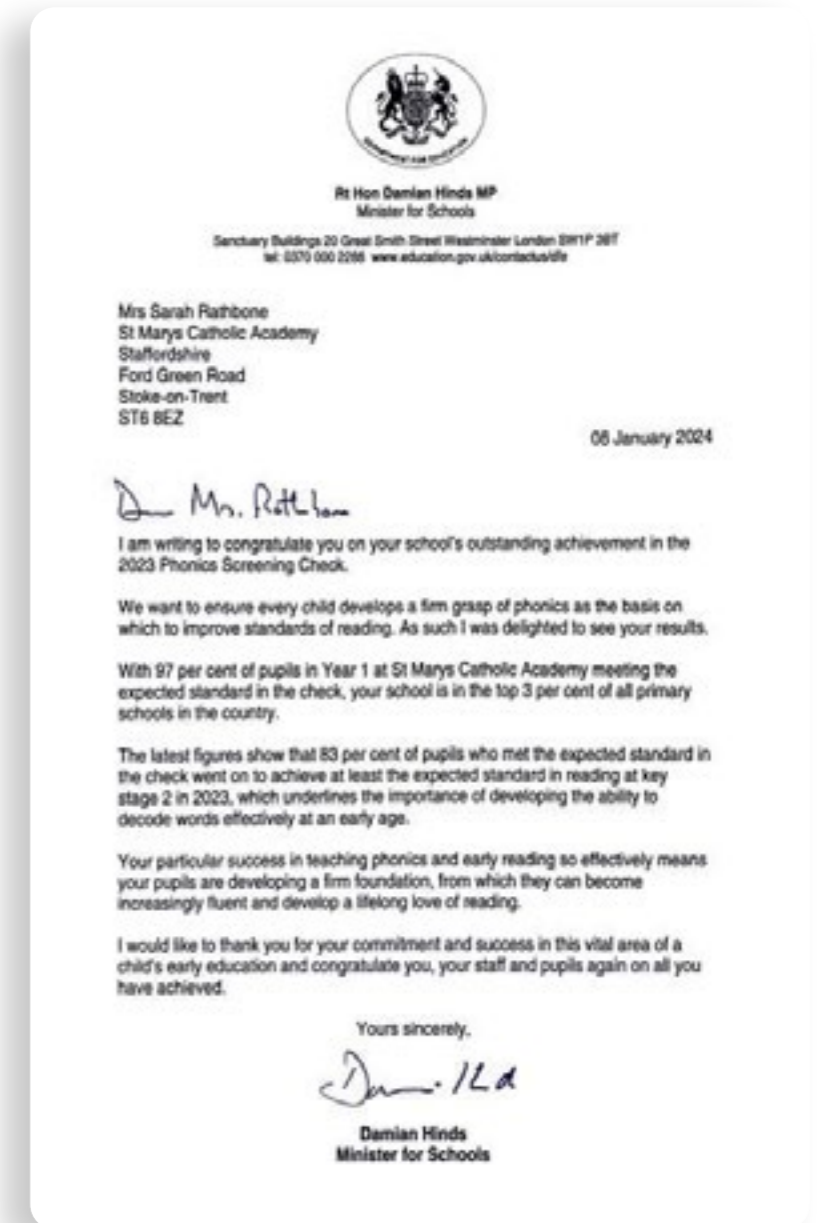 DEPARTMENT FOR EDUCATION
Rt Hon Damian Hinds MP
Minister for Schools
Sanctuary Buildings 20 Great Smith Street Westminster London SW1P 3BT
tel: 0370 000 2288 www.education.gov.uk/contactus/dfe
Mrs Sarah Rathbone
St Marys Catholic Academy
Staffordshire
Ford Green Road
Stoke-on-Trent
ST6 8EZ
08 January 2024
Dear Mrs. Rathbone
I am writing to congratulate you on your school's outstanding achievement in the
2023 Phonics Screening Check.
We want to ensure every child develops a firm grasp of phonics as the basis on
which to improve standards of reading. As such I was delighted to see your results.
With 97 per cent of pupils in Year 1 at St Marys Catholic Academy meeting the
expected standard in the check, your school is in the top 3 per cent of all primary
schools in the country.
The latest figures show that 83 per cent of pupils who met the expected standard in
the check went on to achieve at least the expected standard in reading at key
stage 2 in 2023, which underlines the importance of developing the ability to
decode words effectively at an early age.
Your particular success in teaching phonics and early reading so effectively means
your pupils are developing a firm foundation, from which they can become
increasingly fluent and develop a lifelong love of reading.
I would like to thank you for your commitment and success in this vital area of a
child's early education and congratulate you, your staff and pupils again on all you
have achieved.
Yours sincerely,
Damian Hinds
Damian Hinds
Minister for Schools